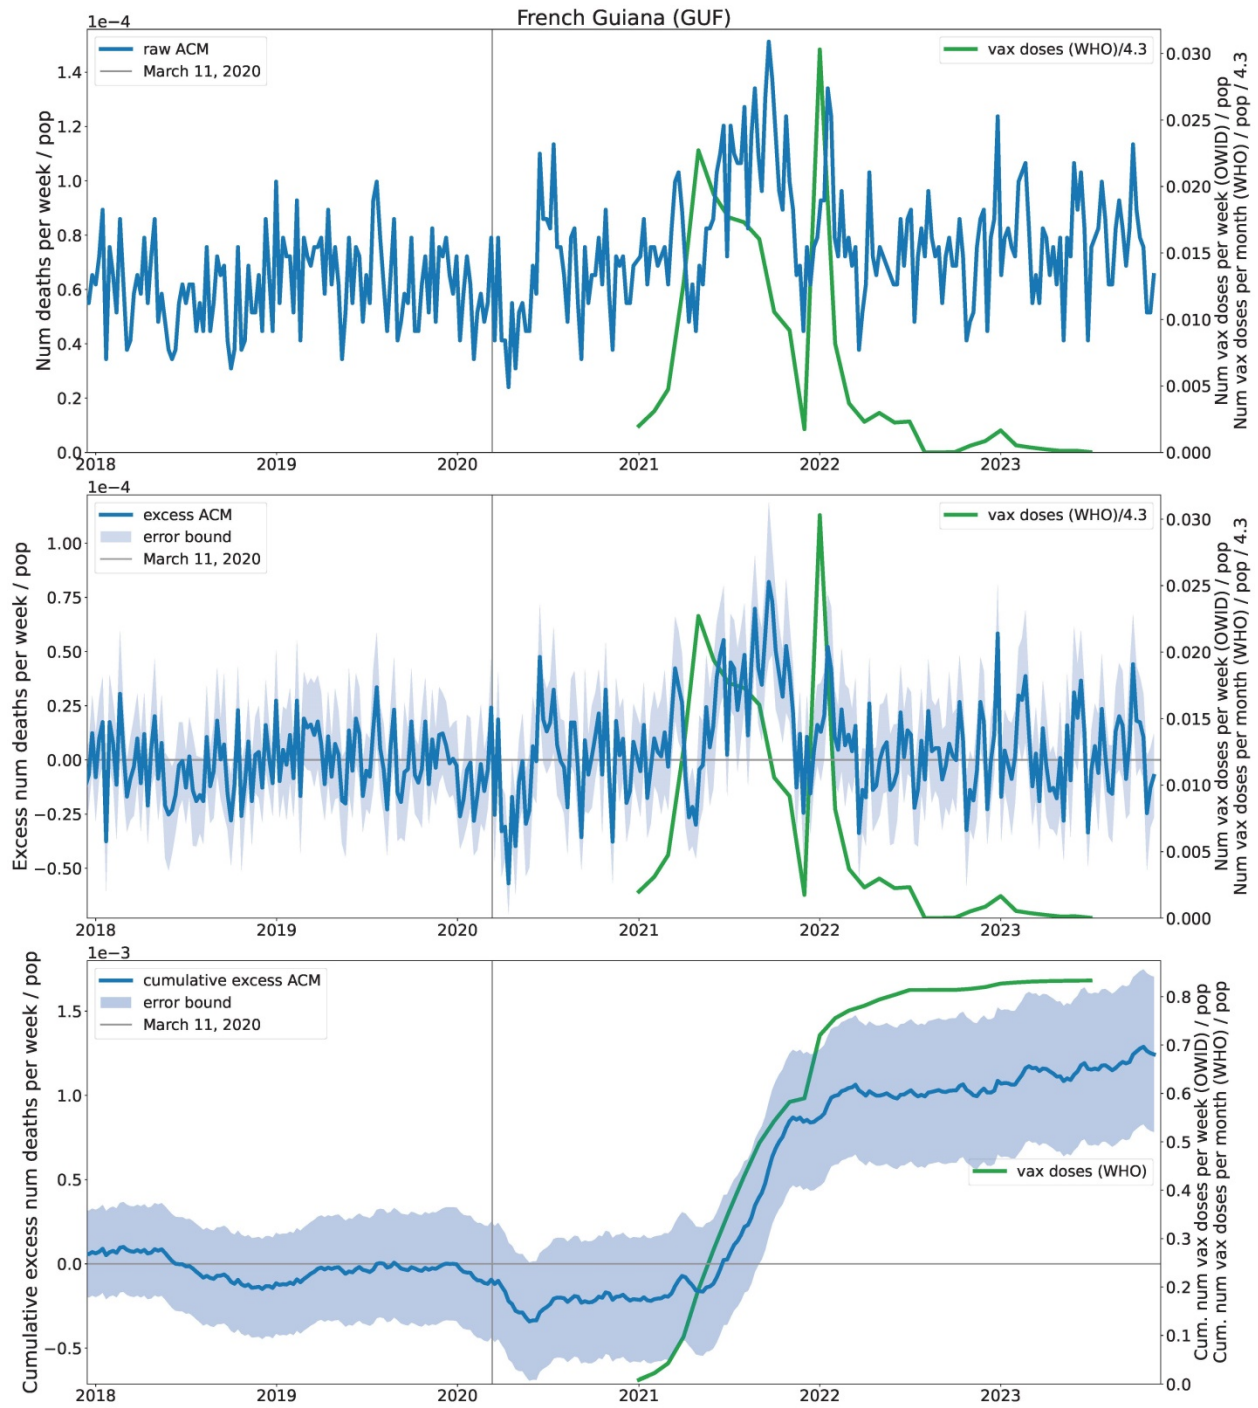 French Guiana (GUF)
1e−4
raw ACM
March 11, 2020
vax doses (WHO)/4.3
Num deaths per week / pop
1.4
1.2
1.0
0.8
0.6
0.4
0.2
0.0
0.030
0.025
0.020
0.015
0.010
0.005
0.000
Num vax doses per week (OWID) / pop
Num vax doses per month (WHO) / pop / 4.3
2018 2019 2020 2021 2022 2023
1e−4
excess ACM
error bound
March 11, 2020
vax doses (WHO)/4.3
Excess num deaths per week / pop
1.00
0.75
0.50
0.25
0.00
−0.25
−0.50
0.030
0.025
0.020
0.015
0.010
0.005
0.000
Num vax doses per week (OWID) / pop
Num vax doses per month (WHO) / pop / 4.3
2018 2019 2020 2021 2022 2023
1e−3
cumulative excess ACM
error bound
March 11, 2020
vax doses (WHO)
Cumulative excess num deaths per week / pop
1.5
1.0
0.5
0.0
−0.5
0.8
0.7
0.6
0.5
0.4
0.3
0.2
0.1
0.0
Cum. num vax doses per week (OWID) / pop
Cum. num vax doses per month (WHO) / pop
2018 2019 2020 2021 2022 2023